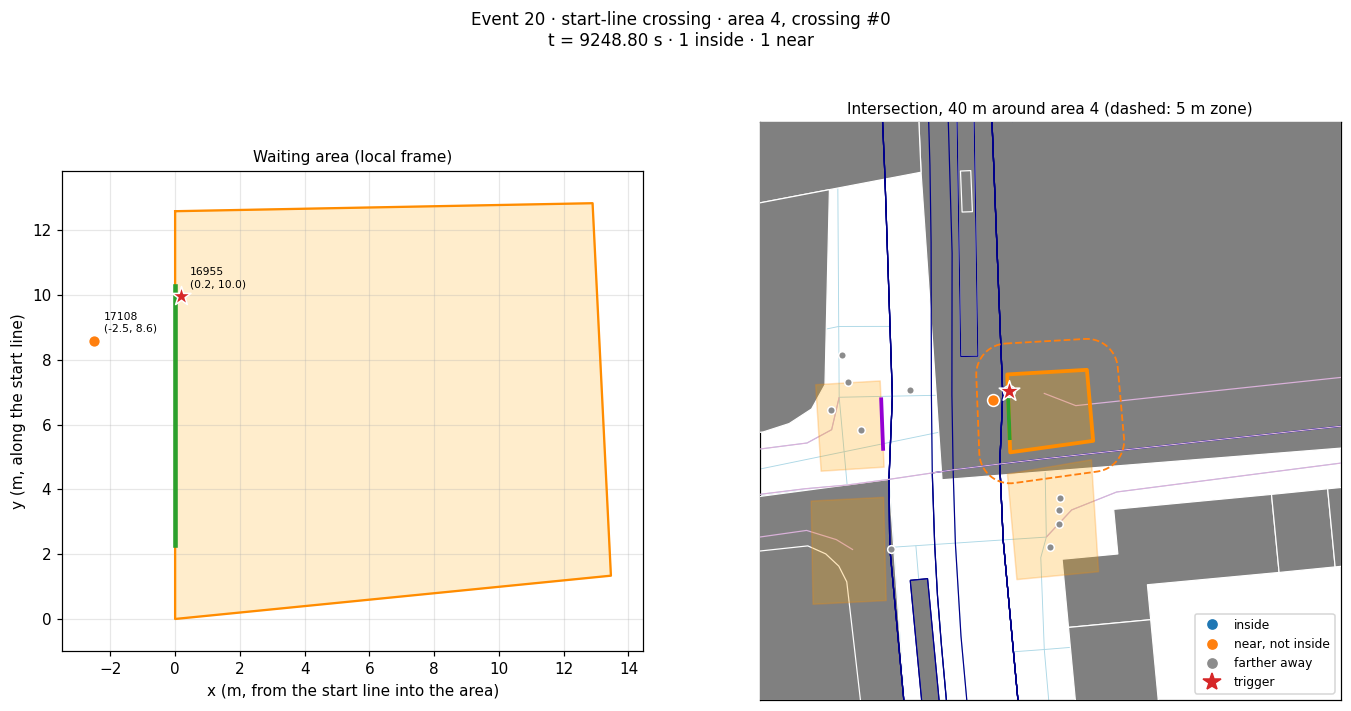 Event 20 · start-line crossing · area 4, crossing #0
t = 9248.80 s · 1 inside · 1 near
Waiting area (local frame)
16955
(0.2, 10.0)
17108
(-2.5, 8.6)
12
10
8
6
4
2
0
−2
0
2
4
6
8
10
12
14
y (m, along the start line)
x (m, from the start line into the area)
Intersection, 40 m around area 4 (dashed: 5 m zone)
inside
near, not inside
farther away
trigger